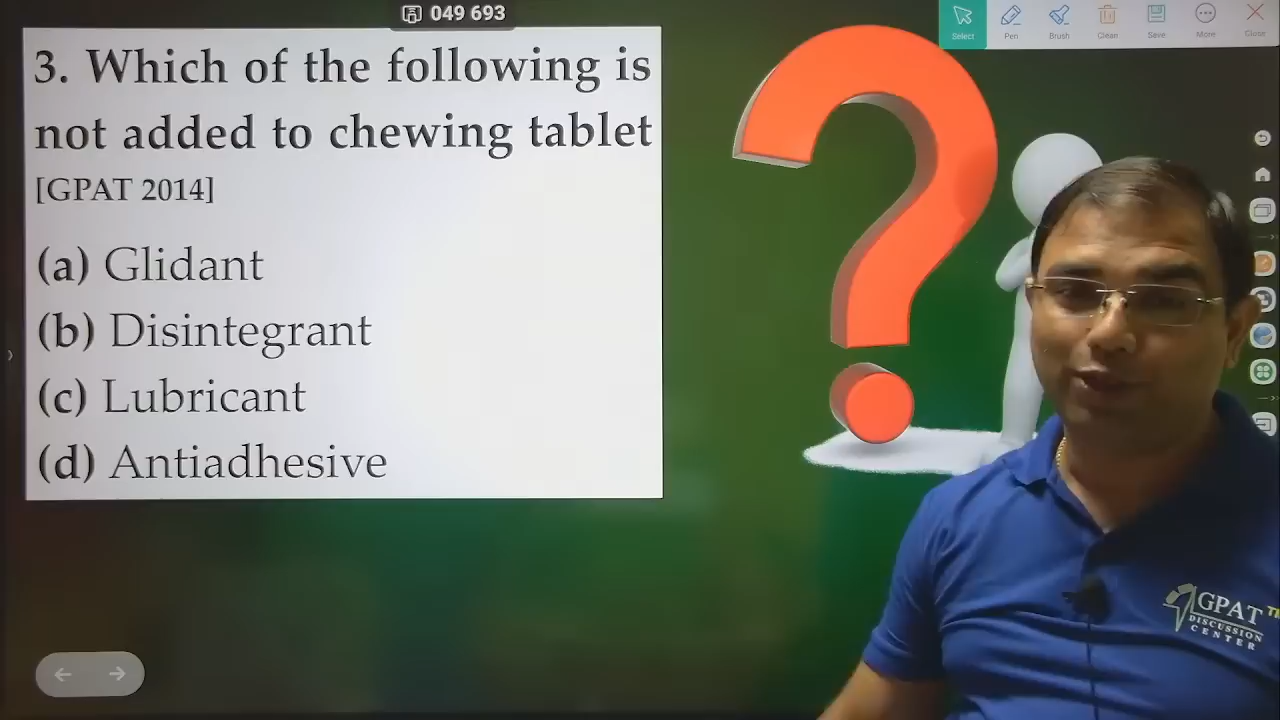 049 693
Select Pen Brush Clean Save More Close
3. Which of the following is
not added to chewing tablet
[GPAT 2014]
(a) Glidant
(b) Disintegrant
(c) Lubricant
(d) Antiadhesive
GPAT
DISCUSSION
CENTER